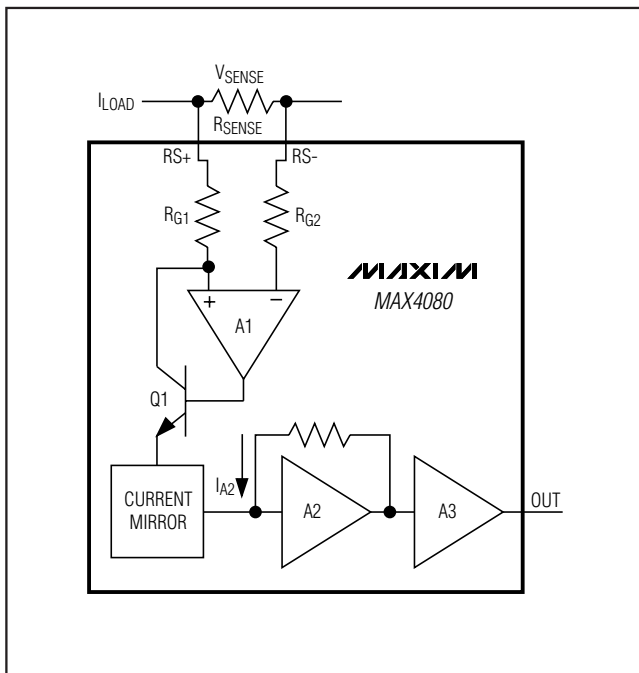 V_SENSE
I_LOAD
R_SENSE
RS+ RS-
R_G1 R_G2
MAXIM
MAX4080
+ −
A1
Q1
I_A2
CURRENT
MIRROR
A2 A3 OUT